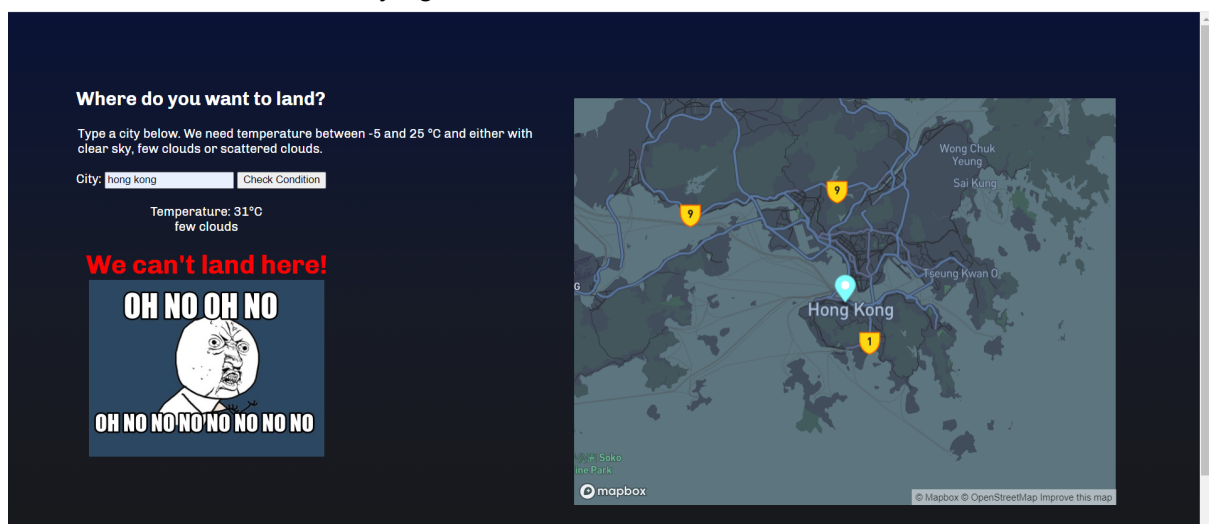 Where do you want to land?
Type a city below. We need temperature between -5 and 25 °C and either with
clear sky, few clouds or scattered clouds.
City: hong kong Check Condition
Temperature: 31°C
few clouds
We can't land here!
OH NO OH NO
OH NO NO NO NO NO NO NO
Wong Chuk
Yeung
Sai Kung
9
9
Tseung Kwan O
G
Hong Kong
1
Soko
ine Park
mapbox
© Mapbox © OpenStreetMap Improve this map